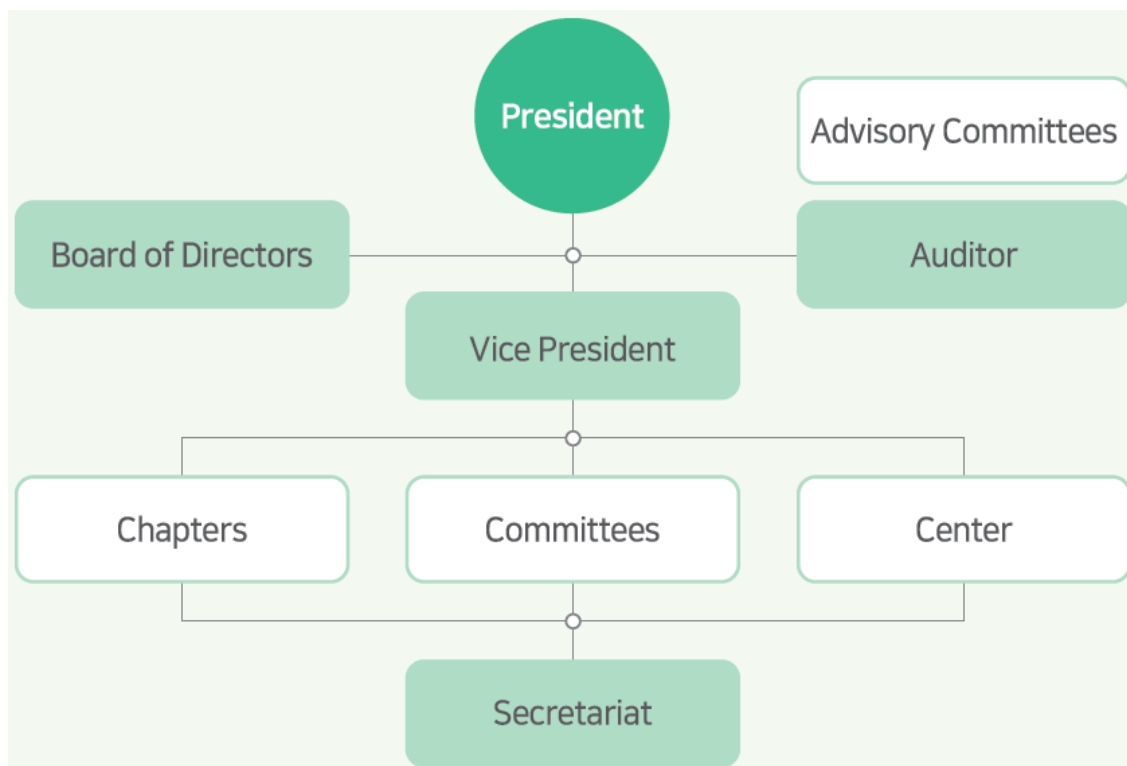 President
Advisory Committees
Board of Directors
Auditor
Vice President
Chapters
Committees
Center
Secretariat